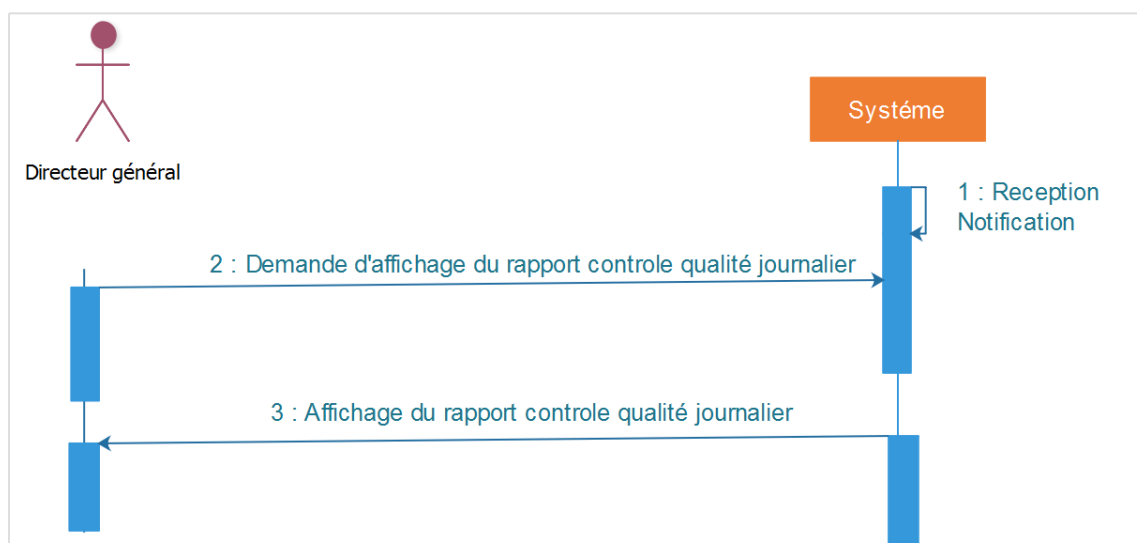 Systéme
Directeur général
1 : Reception
Notification
2 : Demande d'affichage du rapport controle qualité journalier
3 : Affichage du rapport controle qualité journalier